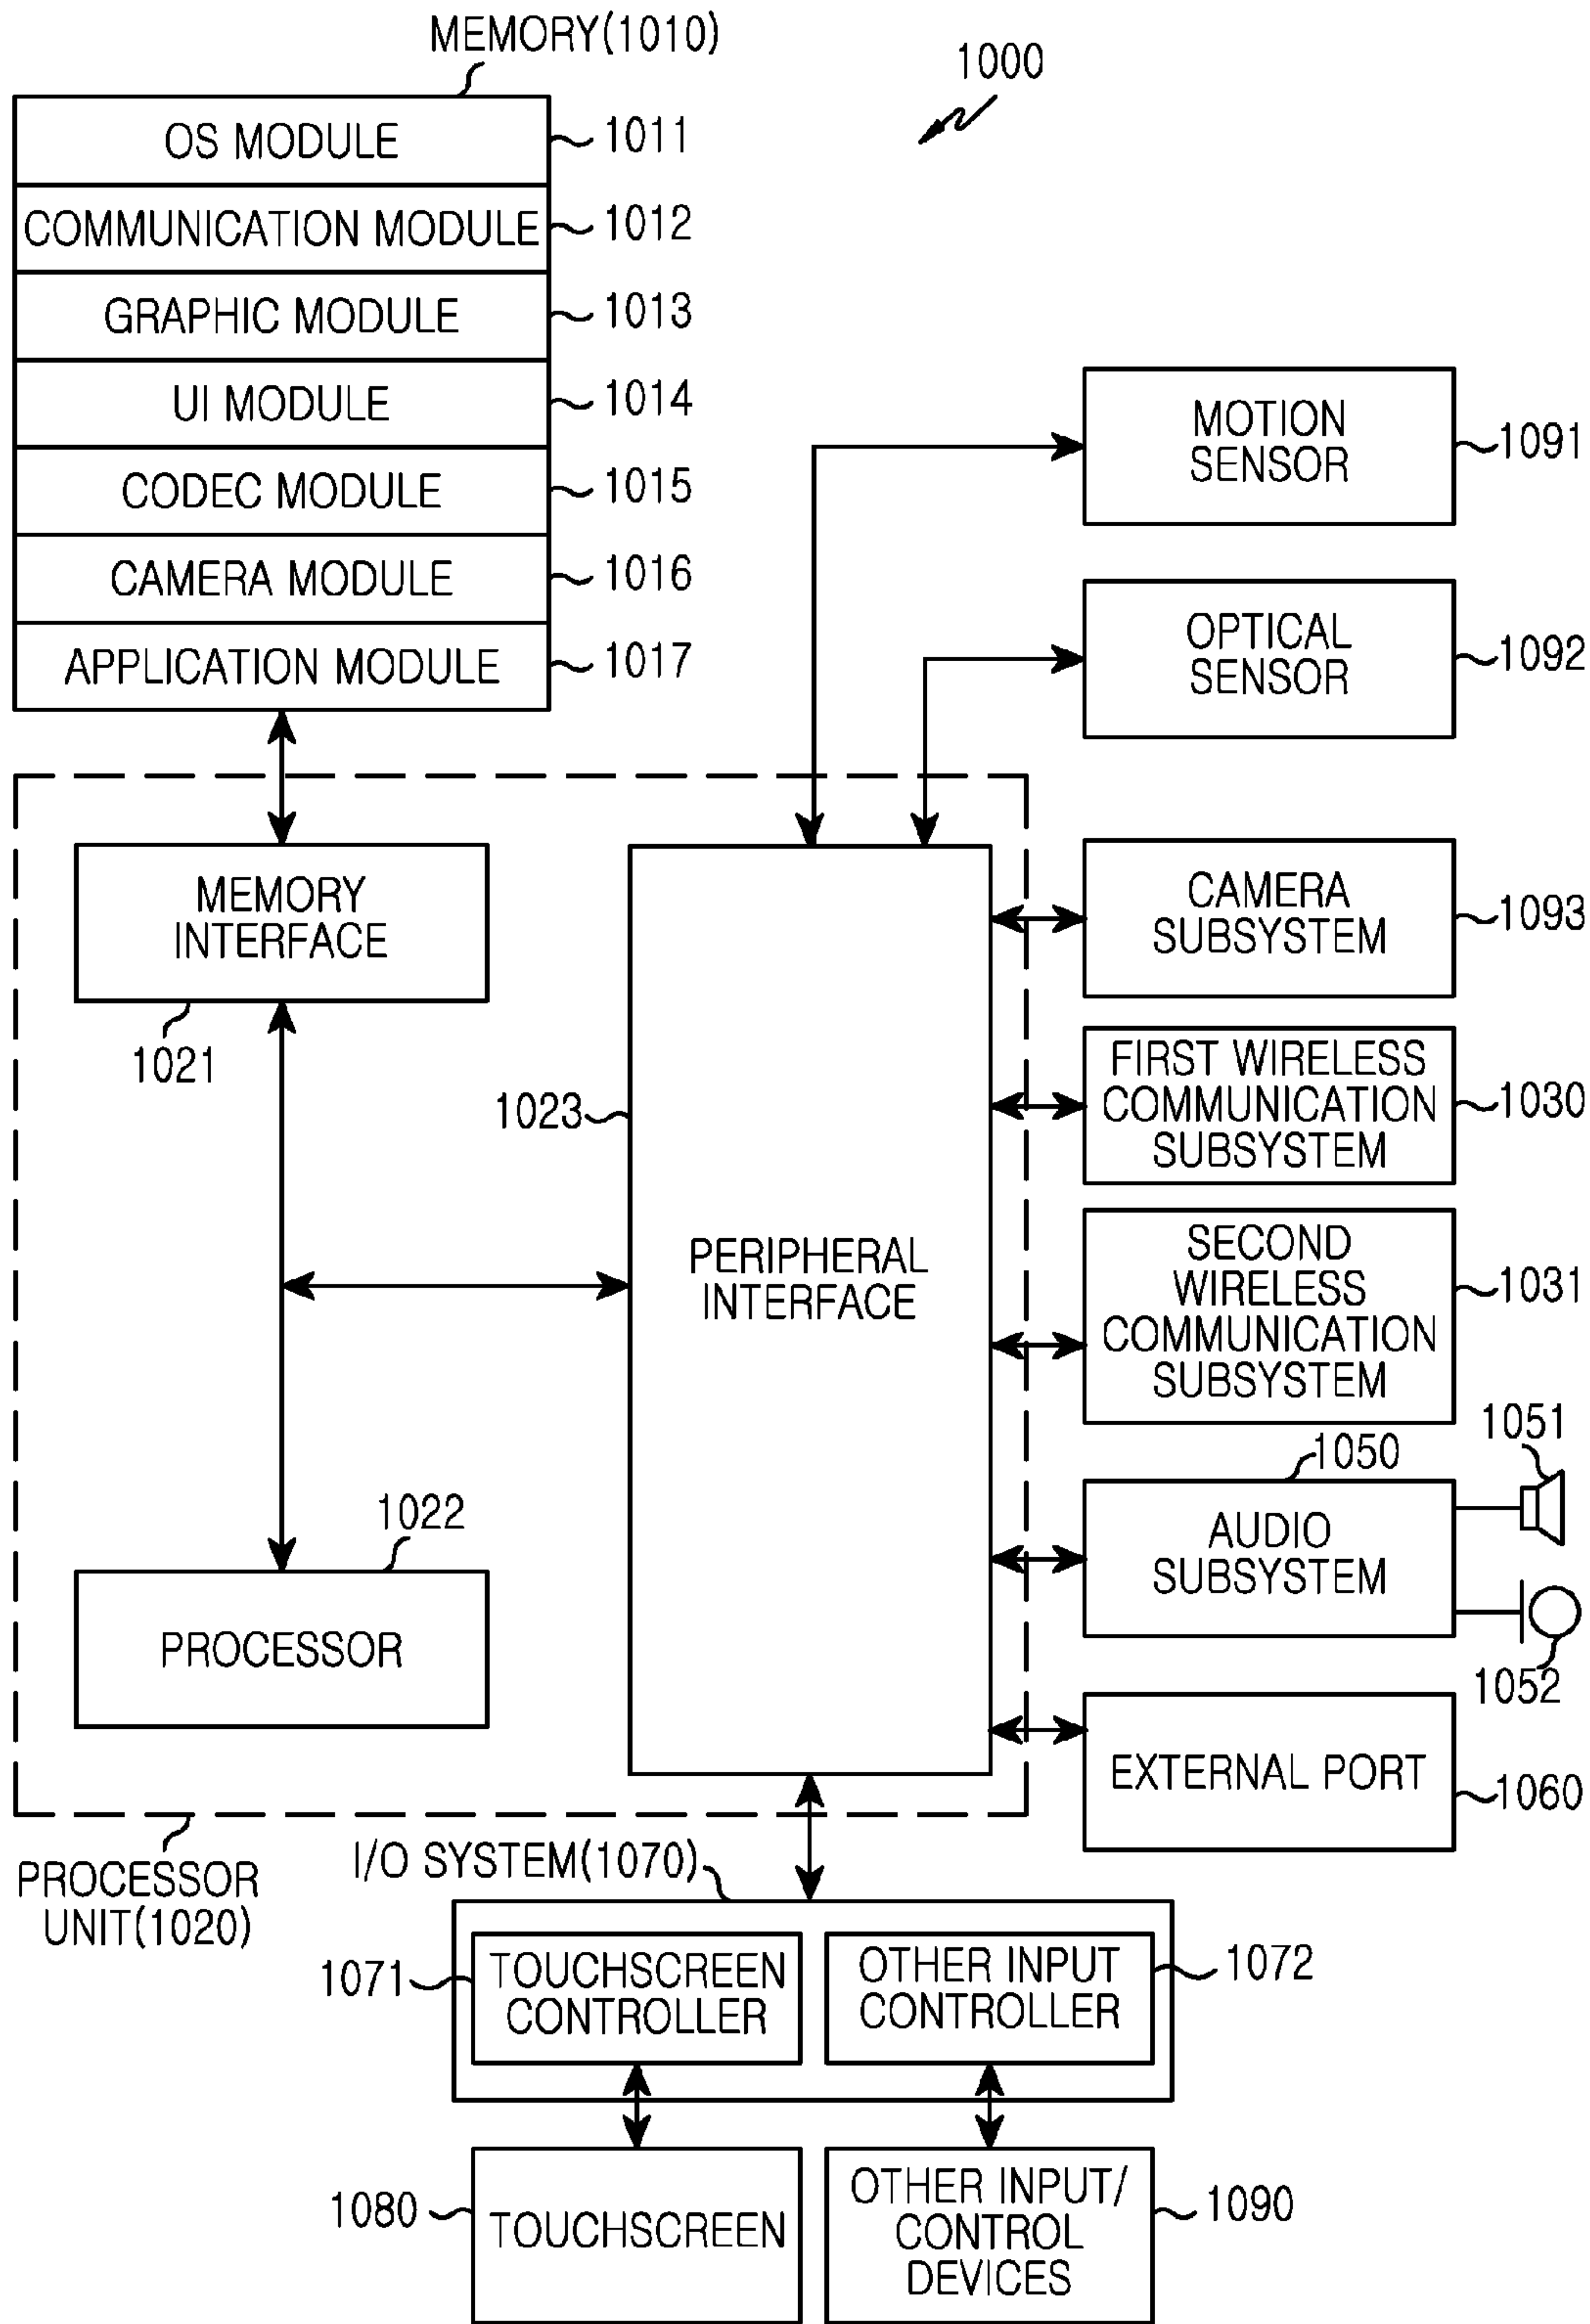 MEMORY(1010)
1000
OS MODULE
1011
COMMUNICATION MODULE
1012
GRAPHIC MODULE
1013
UI MODULE
1014
CODEC MODULE
1015
CAMERA MODULE
1016
APPLICATION MODULE
1017
MOTION
SENSOR
1091
OPTICAL
SENSOR
1092
MEMORY
INTERFACE
1021
CAMERA
SUBSYSTEM
1093
FIRST WIRELESS
COMMUNICATION
SUBSYSTEM
1030
1023
PERIPHERAL
INTERFACE
SECOND
WIRELESS
COMMUNICATION
SUBSYSTEM
1031
1050
1051
AUDIO
SUBSYSTEM
1052
1022
PROCESSOR
EXTERNAL PORT
1060
PROCESSOR
UNIT(1020)
I/O SYSTEM(1070)
1071
TOUCHSCREEN
CONTROLLER
OTHER INPUT
CONTROLLER
1072
1080
TOUCHSCREEN
OTHER INPUT/
CONTROL
DEVICES
1090